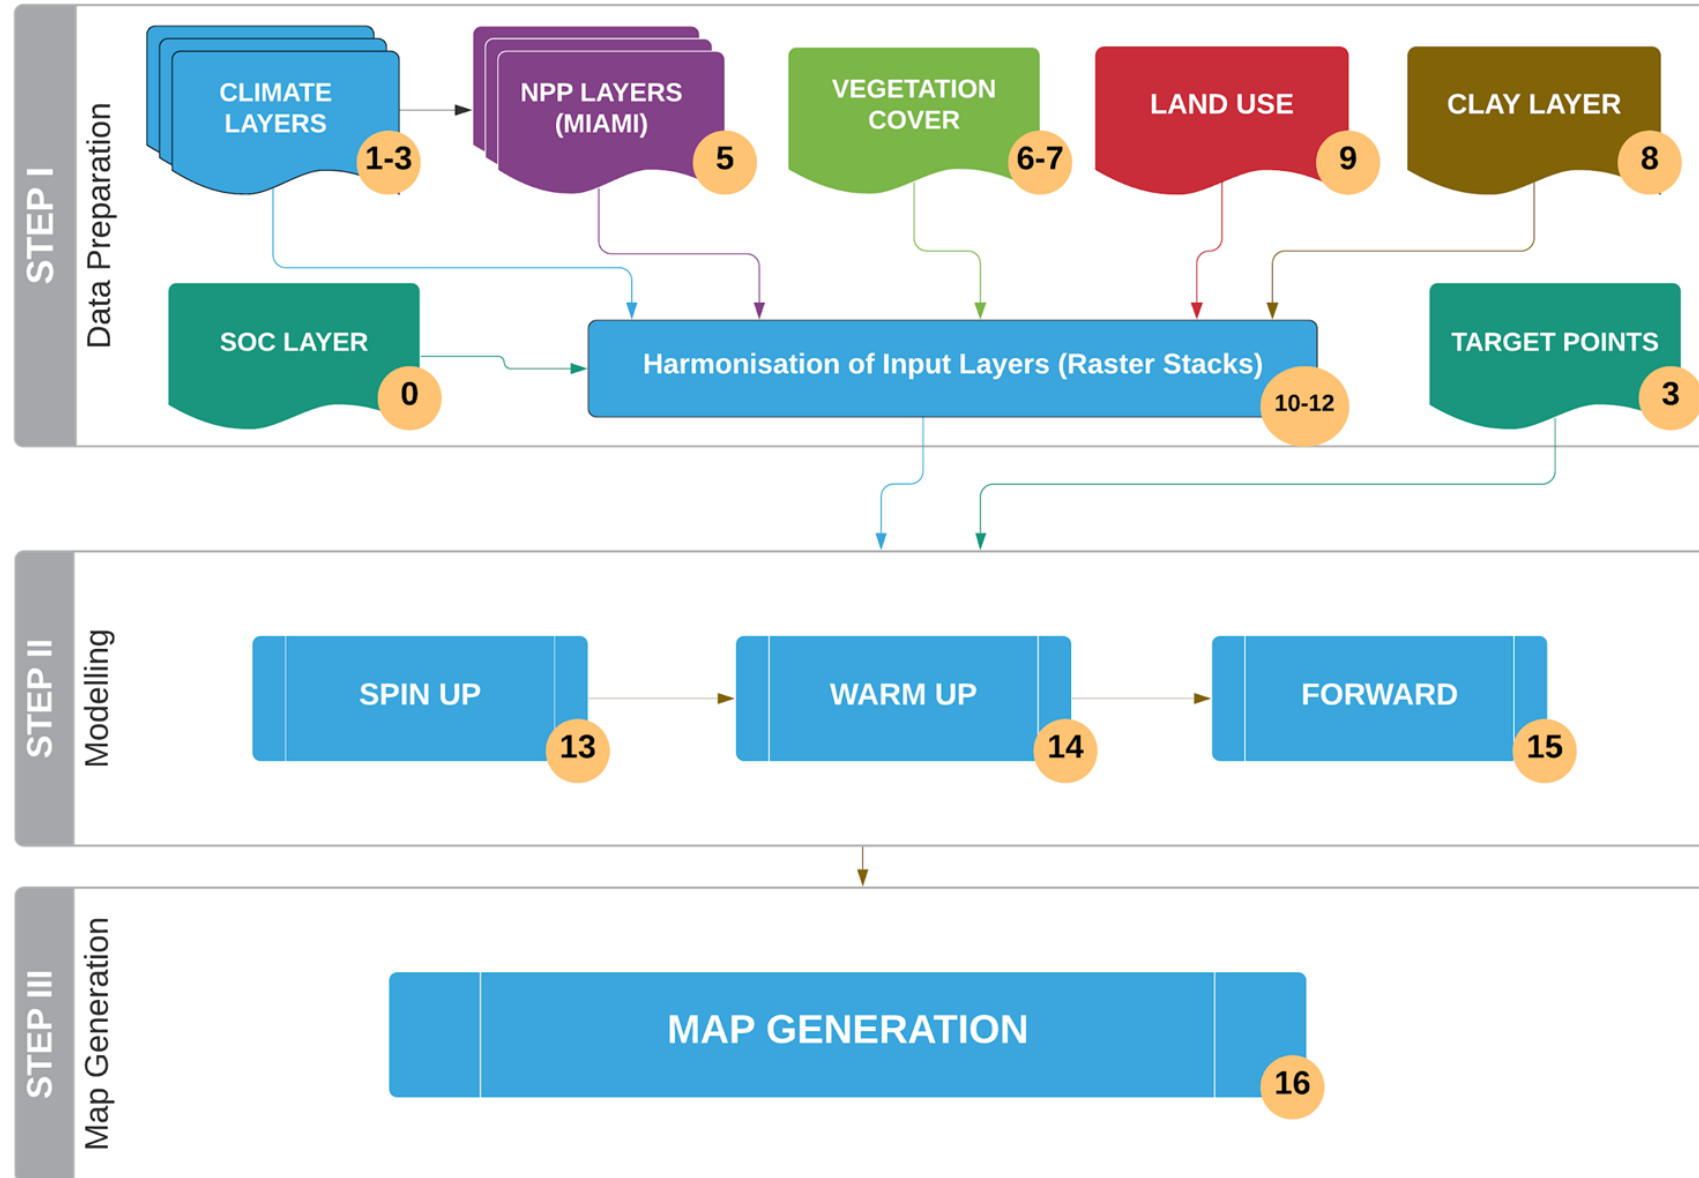 STEP I
Data Preparation
CLIMATE
LAYERS
1-3
NPP LAYERS
(MIAMI)
5
VEGETATION
COVER
6-7
LAND USE
9
CLAY LAYER
8
SOC LAYER
0
Harmonisation of Input Layers (Raster Stacks)
10-12
TARGET POINTS
3
STEP II
Modelling
SPIN UP
13
WARM UP
14
FORWARD
15
STEP III
Map Generation
MAP GENERATION
16